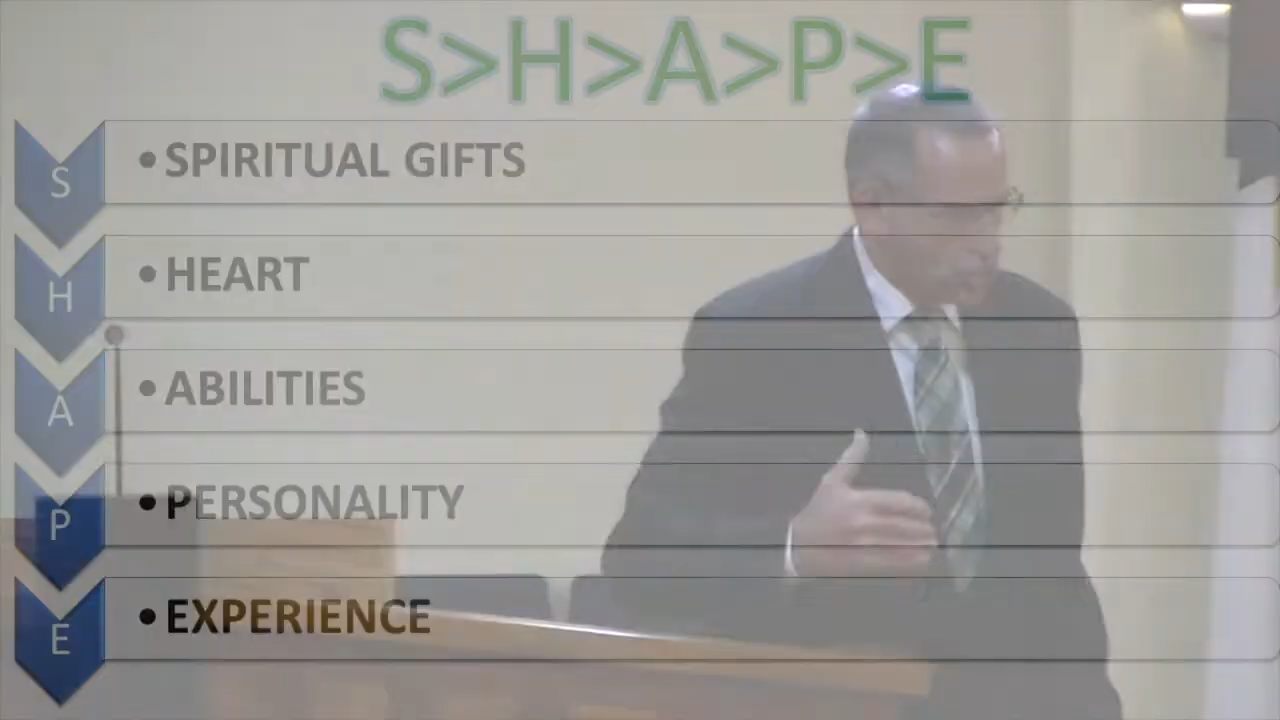 S>H>A>P>E
S
• SPIRITUAL GIFTS
H
• HEART
A
• ABILITIES
P
• PERSONALITY
E
• EXPERIENCE